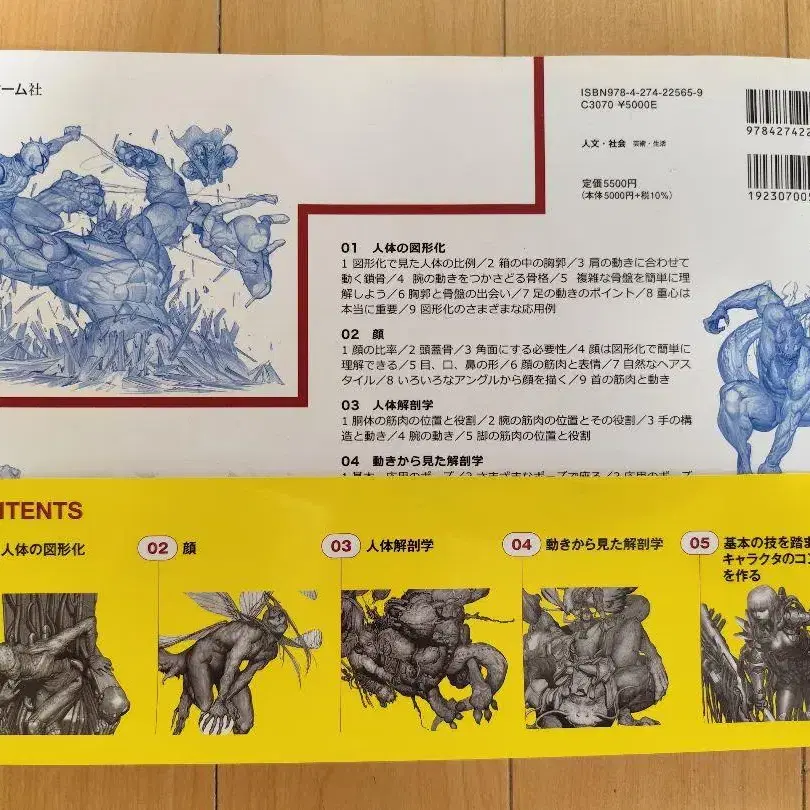 ーム社
ISBN978-4-274-22565-9
C3070 ¥5000E
人文・社会 芸術・生活
定価5500円
(本体5000円+税10%)
97842742
19230700
01 人体の図形化
1 図形化で見た人体の比例/2 箱の中の胸郭/3 肩の動きに合わせて
動く鎖骨/4 腕の動きをつかさどる骨格/5 複雑な骨盤を簡単に理
解しよう/6 胸郭と骨盤の出会い/7 足の動きのポイント/8 重心は
本当に重要/9 図形化のさまざまな応用例
02 顔
1 顔の比率/2 頭蓋骨/3 角面にする必要性/4 顔は図形化で簡単に
理解できる/5 目、口、鼻の形/6 顔の筋肉と表情/7 自然なヘアス
タイル/8 いろいろなアングルから顔を描く/9 首の筋肉と動き
03 人体解剖学
1 胴体の筋肉の位置と役割/2 腕の筋肉の位置とその役割/3 手の構
造と動き/4 腕の動き/5 脚の筋肉の位置と役割
04 動きから見た解剖学
NTENTS
人体の図形化
02 顔
03 人体解剖学
04 動きから見た解剖学
05 基本の技を踏ま
キャラクタのコン
を作る